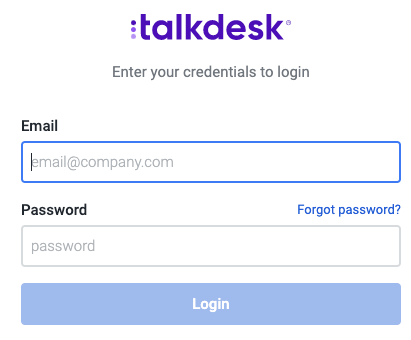 :talkdesk®
Enter your credentials to login
Email
email@company.com
Password Forgot password?
password
Login